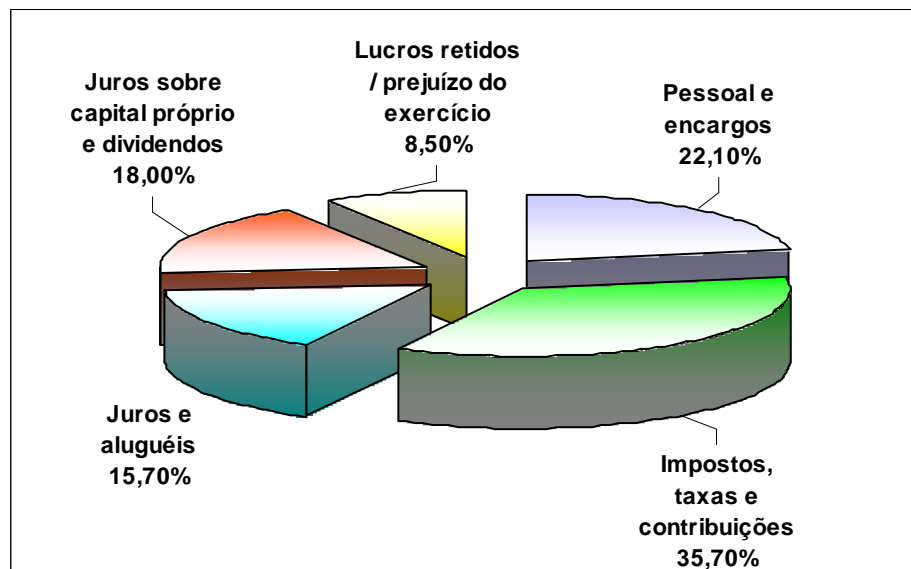 Lucros retidos
/ prejuízo do
exercício
8,50%
Juros sobre
capital próprio
e dividendos
18,00%
Pessoal e
encargos
22,10%
Juros e
aluguéis
15,70%
Impostos,
taxas e
contribuições
35,70%